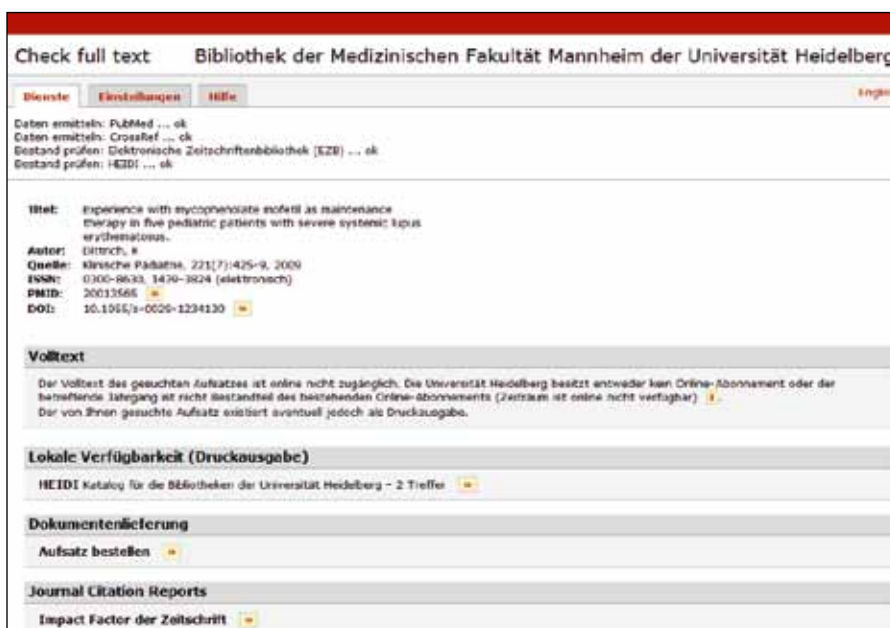 Check full text Bibliothek der Medizinischen Fakultät Mannheim der Universität Heidelberg
Dienste Einstellungen Hilfe
Daten ermitteln: PubMed ... ok
Daten ermitteln: CrossRef ... ok
Bestand prüfen: Elektronische Zeitschriftenbibliothek (EZB) ... ok
Bestand prüfen: HEIDI ... ok
Titel: Experience with mycophenolate mofetil as maintenance
therapy in five pediatric patients with severe systemic lupus
erythematosus.
Autor: Dittrich, K
Quelle: Klinische Pädiatrie, 221(7):425-9, 2009
ISSN: 0300-8630, 1439-3824 (elektronisch)
PMID: 20013565
DOI: 10.1055/s-0029-1234130
Volltext
Der Volltext des gesuchten Aufsatzes ist online nicht zugänglich. Die Universität Heidelberg besitzt entweder kein Online-Abonnement oder der
betreffende Jahrgang ist nicht Bestandteil des bestehenden Online-Abonnements (Zeitraum ist online nicht verfügbar)
Der von Ihnen gesuchte Aufsatz existiert eventuell jedoch als Druckausgabe.
Lokale Verfügbarkeit (Druckausgabe)
HEIDI Katalog für die Bibliotheken der Universität Heidelberg - 2 Treffer
Dokumentenlieferung
Aufsatz bestellen
Journal Citation Reports
Impact Factor der Zeitschrift